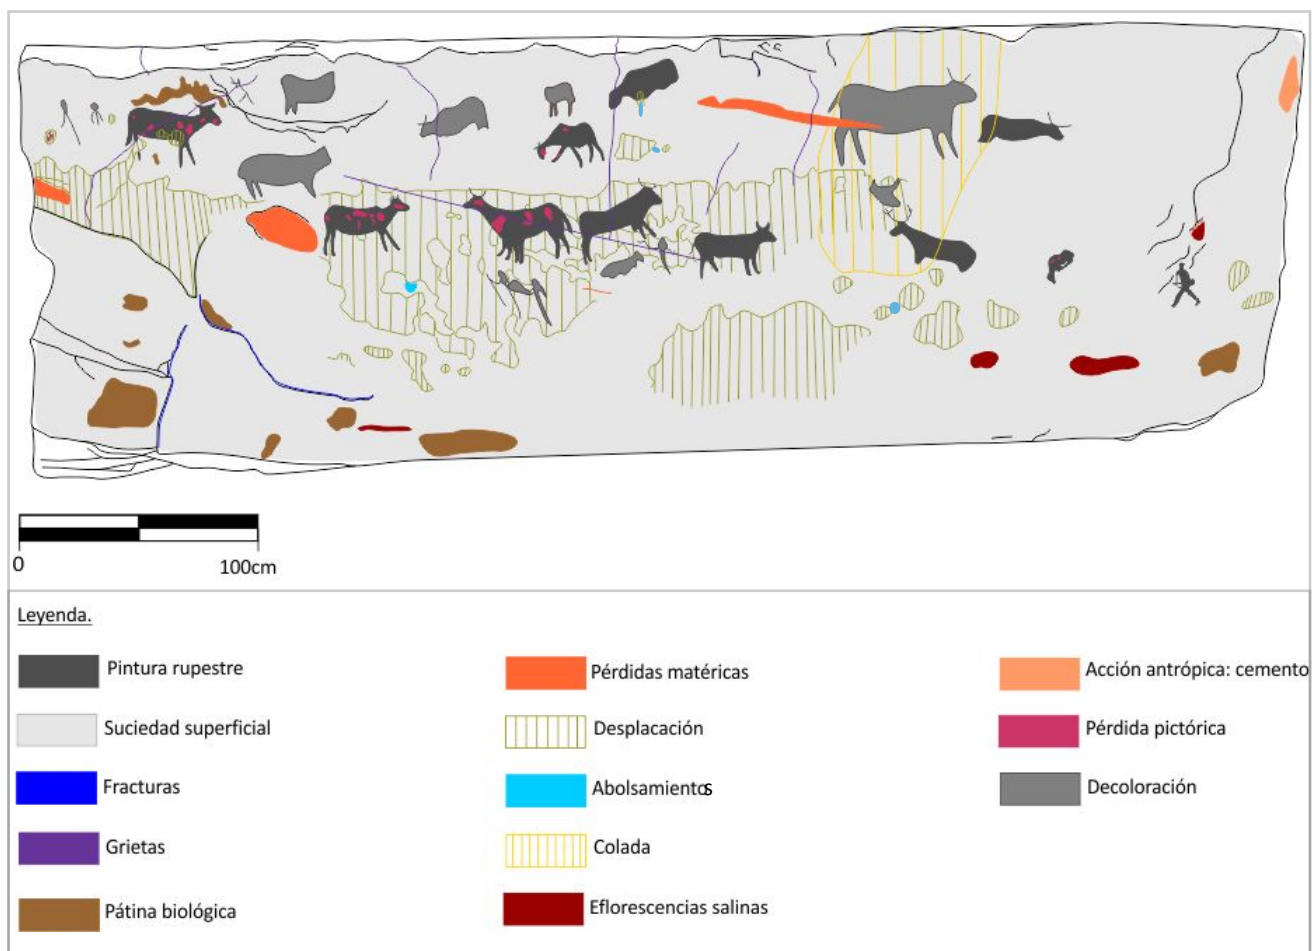 0 100cm
Leyenda.
Pintura rupestre
Suciedad superficial
Fracturas
Grietas
Pátina biológica
Pérdidas matéricas
Desplacación
Abolsamientos
Colada
Eflorescencias salinas
Acción antrópica: cemento
Pérdida pictórica
Decoloración